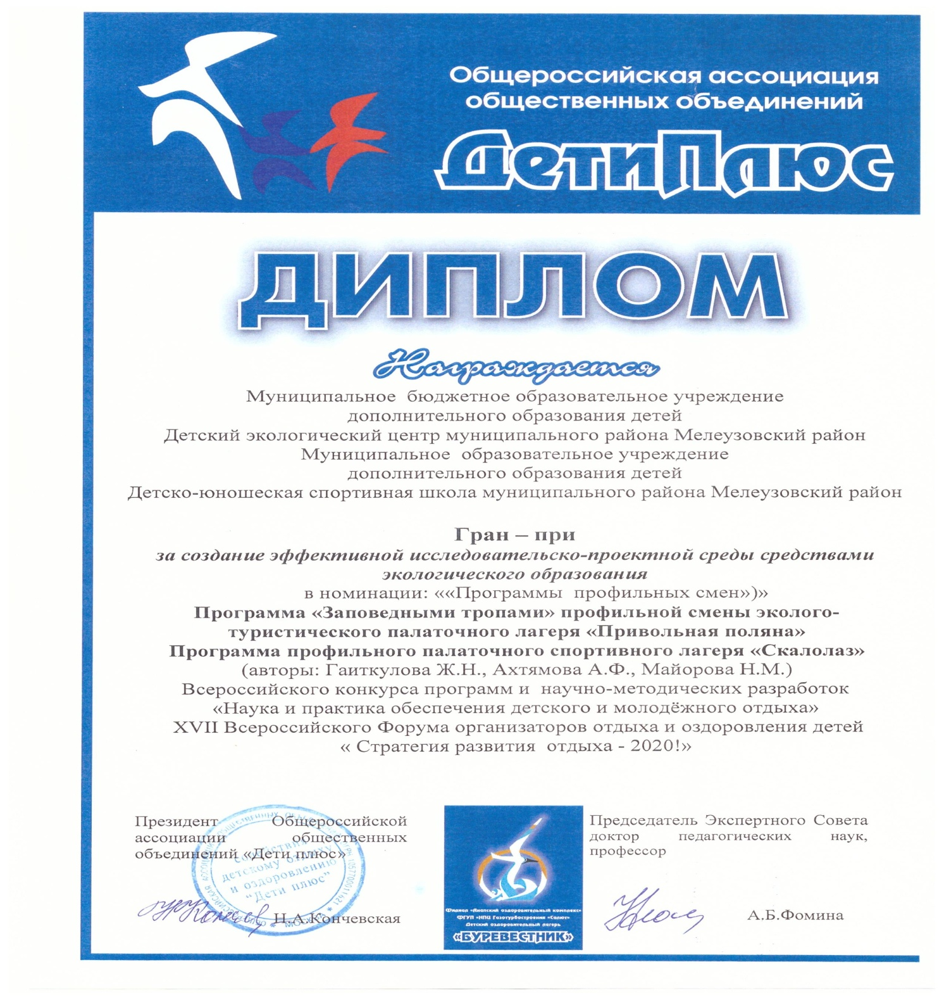 Общероссийская ассоциация
общественных объединений
ДетиПлюс
ДИПЛОМ
Награждается
Муниципальное бюджетное образовательное учреждение
дополнительного образования детей
Детский экологический центр муниципального района Мелеузовский район
Муниципальное образовательное учреждение
дополнительного образования детей
Детско-юношеская спортивная школа муниципального района Мелеузовский район
Гран – при
за создание эффективной исследовательско-проектной среды средствами
экологического образования
в номинации: ««Программы профильных смен»)»
Программа «Заповедными тропами» профильной смены эколого-
туристического палаточного лагеря «Привольная поляна»
Программа профильного палаточного спортивного лагеря «Скалолаз»
(авторы: Гаиткулова Ж.Н., Ахтямова А.Ф., Майорова Н.М.)
Всероссийского конкурса программ и научно-методических разработок
«Наука и практика обеспечения детского и молодёжного отдыха»
XVII Всероссийского Форума организаторов отдыха и оздоровления детей
« Стратегия развития отдыха - 2020!»
Президент Общероссийской
ассоциации общественных
объединений «Дети плюс»
Н.А.Кончевская
содействия
детскому отдыху
и оздоровлению
"Дети плюс"
МОСКВА
Филиал «Анапский оздоровительный комплекс»
ФГУП «НПЦ Газотурбостроения «Салют»
Детский оздоровительный лагерь
«БУРЕВЕСТНИК»
Председатель Экспертного Совета
доктор педагогических наук,
профессор
А.Б.Фомина